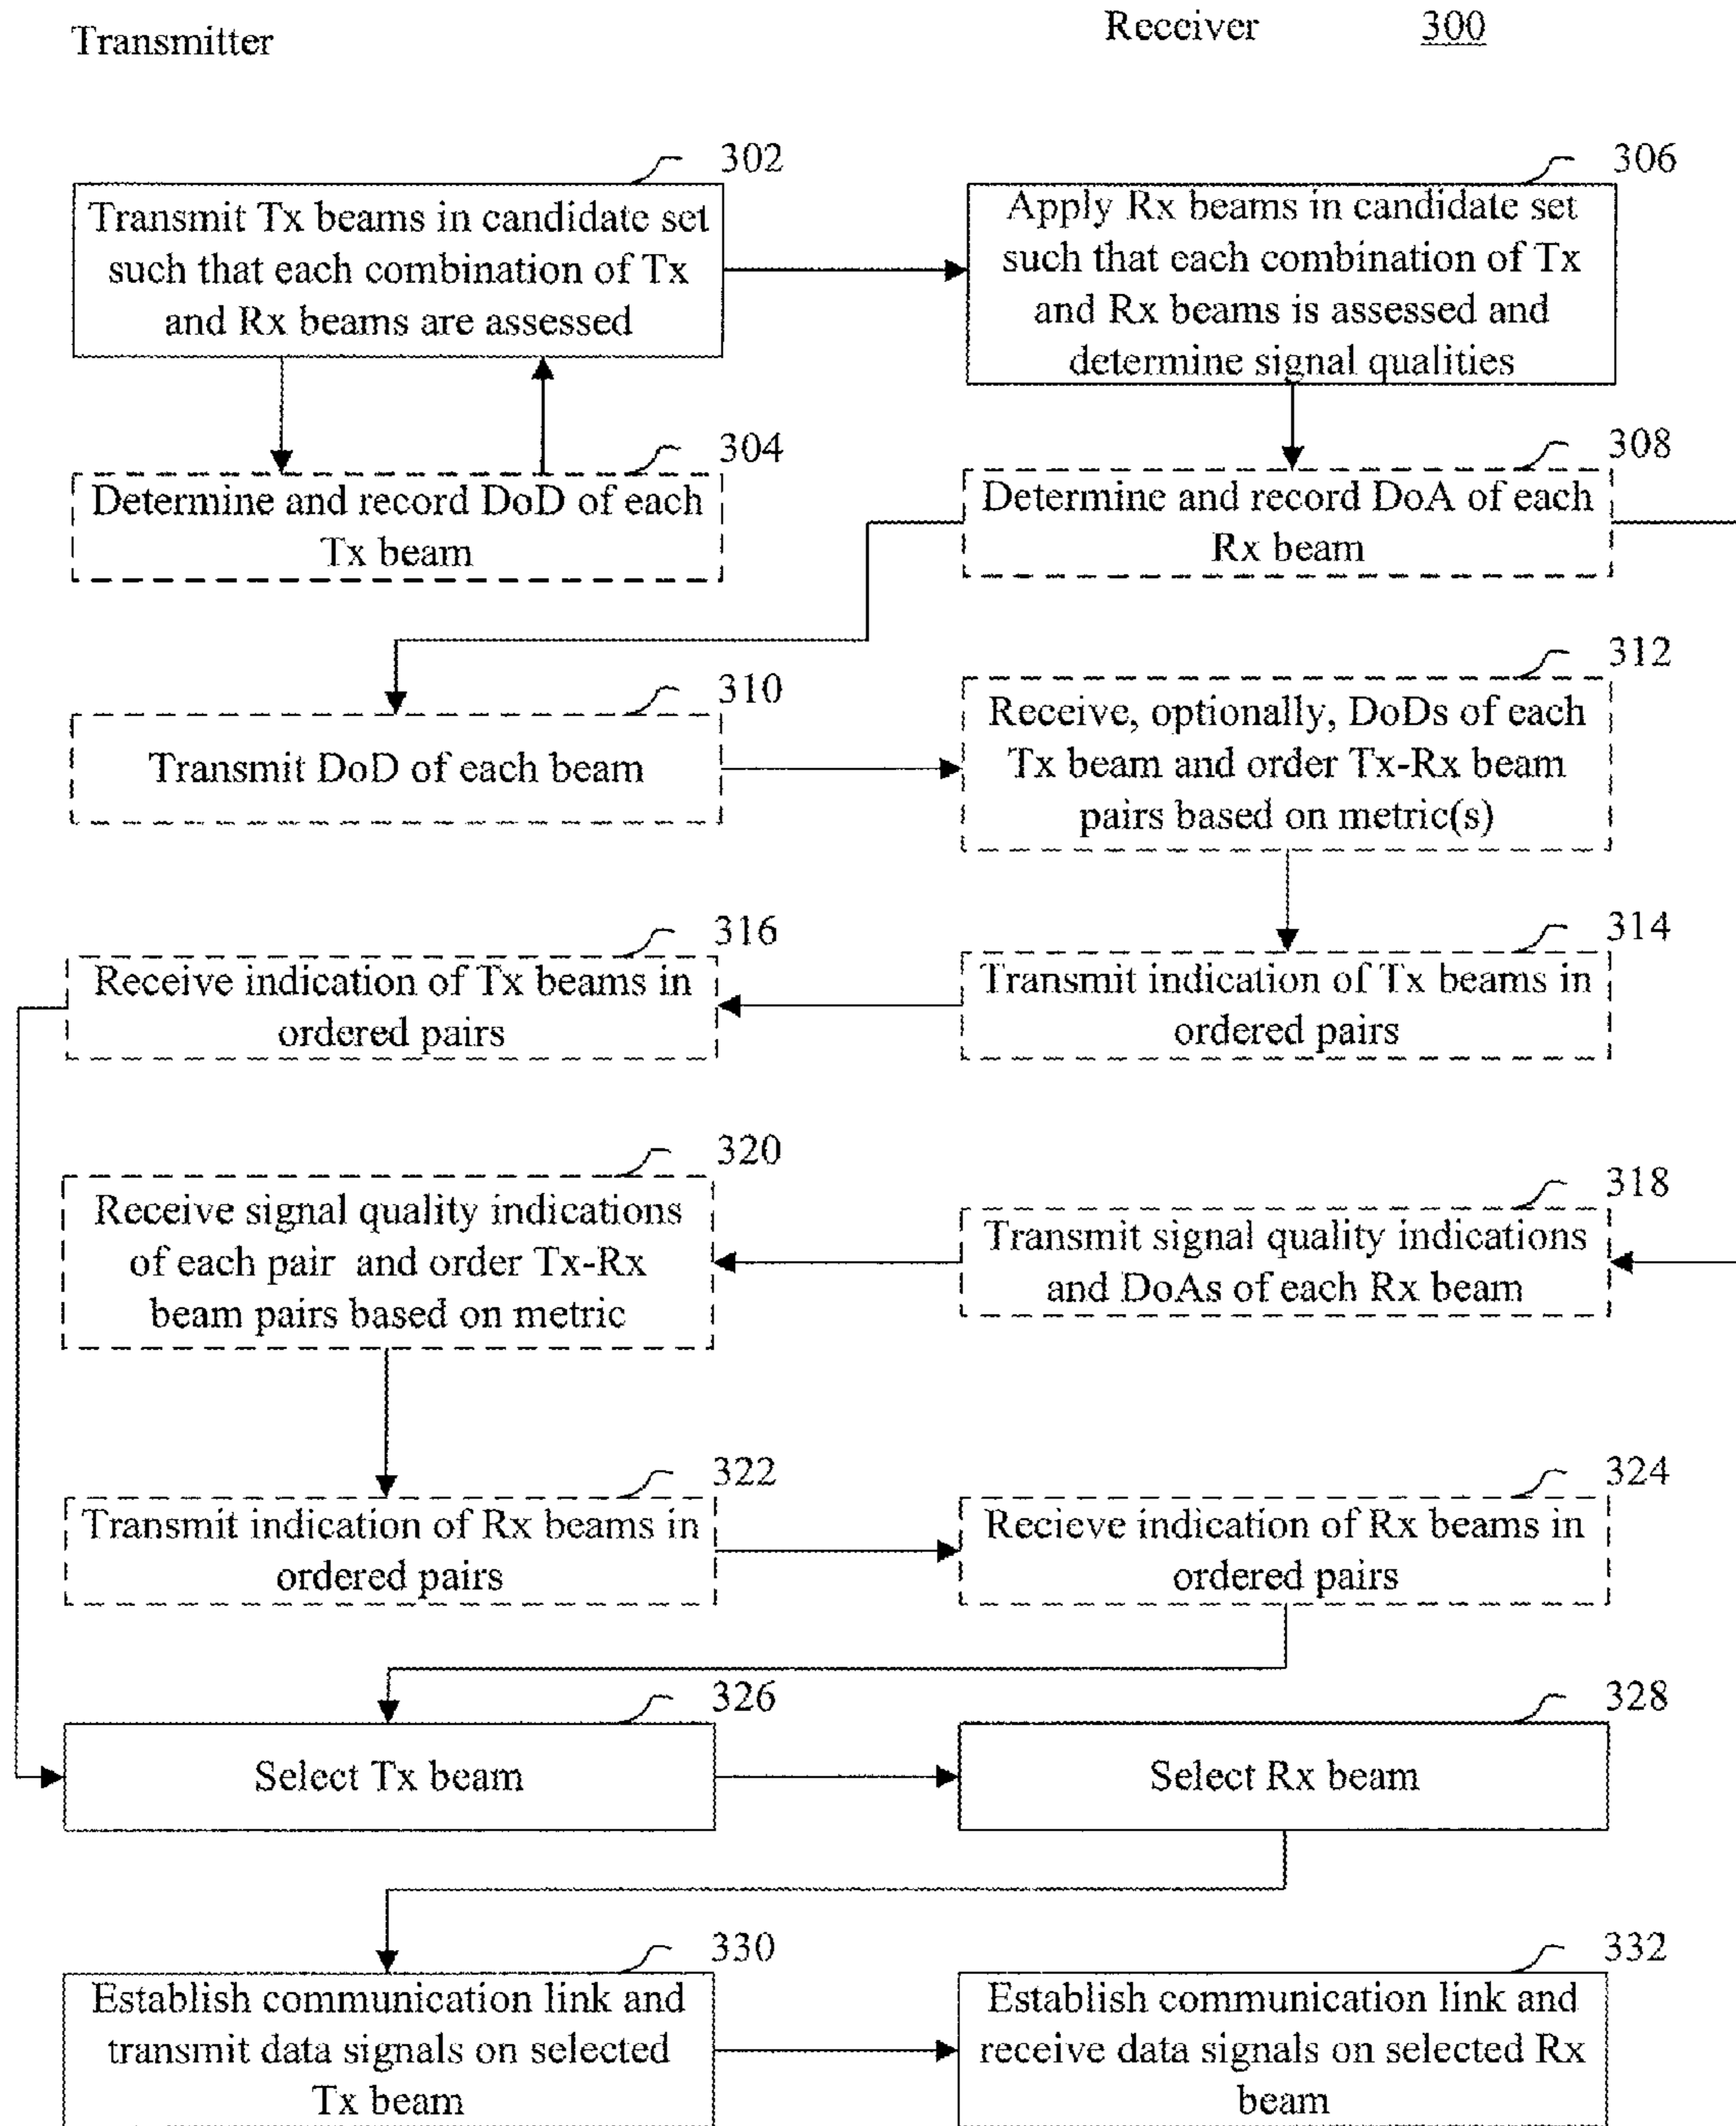 Transmitter
Receiver
300
302
Transmit Tx beams in candidate set
such that each combination of Tx
and Rx beams are assessed
306
Apply Rx beams in candidate set
such that each combination of Tx
and Rx beams is assessed and
determine signal qualities
304
Determine and record DoD of each
Tx beam
308
Determine and record DoA of each
Rx beam
310
Transmit DoD of each beam
312
Receive, optionally, DoDs of each
Tx beam and order Tx-Rx beam
pairs based on metric(s)
316
Receive indication of Tx beams in
ordered pairs
314
Transmit indication of Tx beams in
ordered pairs
320
Receive signal quality indications
of each pair and order Tx-Rx
beam pairs based on metric
318
Transmit signal quality indications
and DoAs of each Rx beam
322
Transmit indication of Rx beams in
ordered pairs
324
Recieve indication of Rx beams in
ordered pairs
326
Select Tx beam
328
Select Rx beam
330
Establish communication link and
transmit data signals on selected
Tx beam
332
Establish communication link and
receive data signals on selected Rx
beam